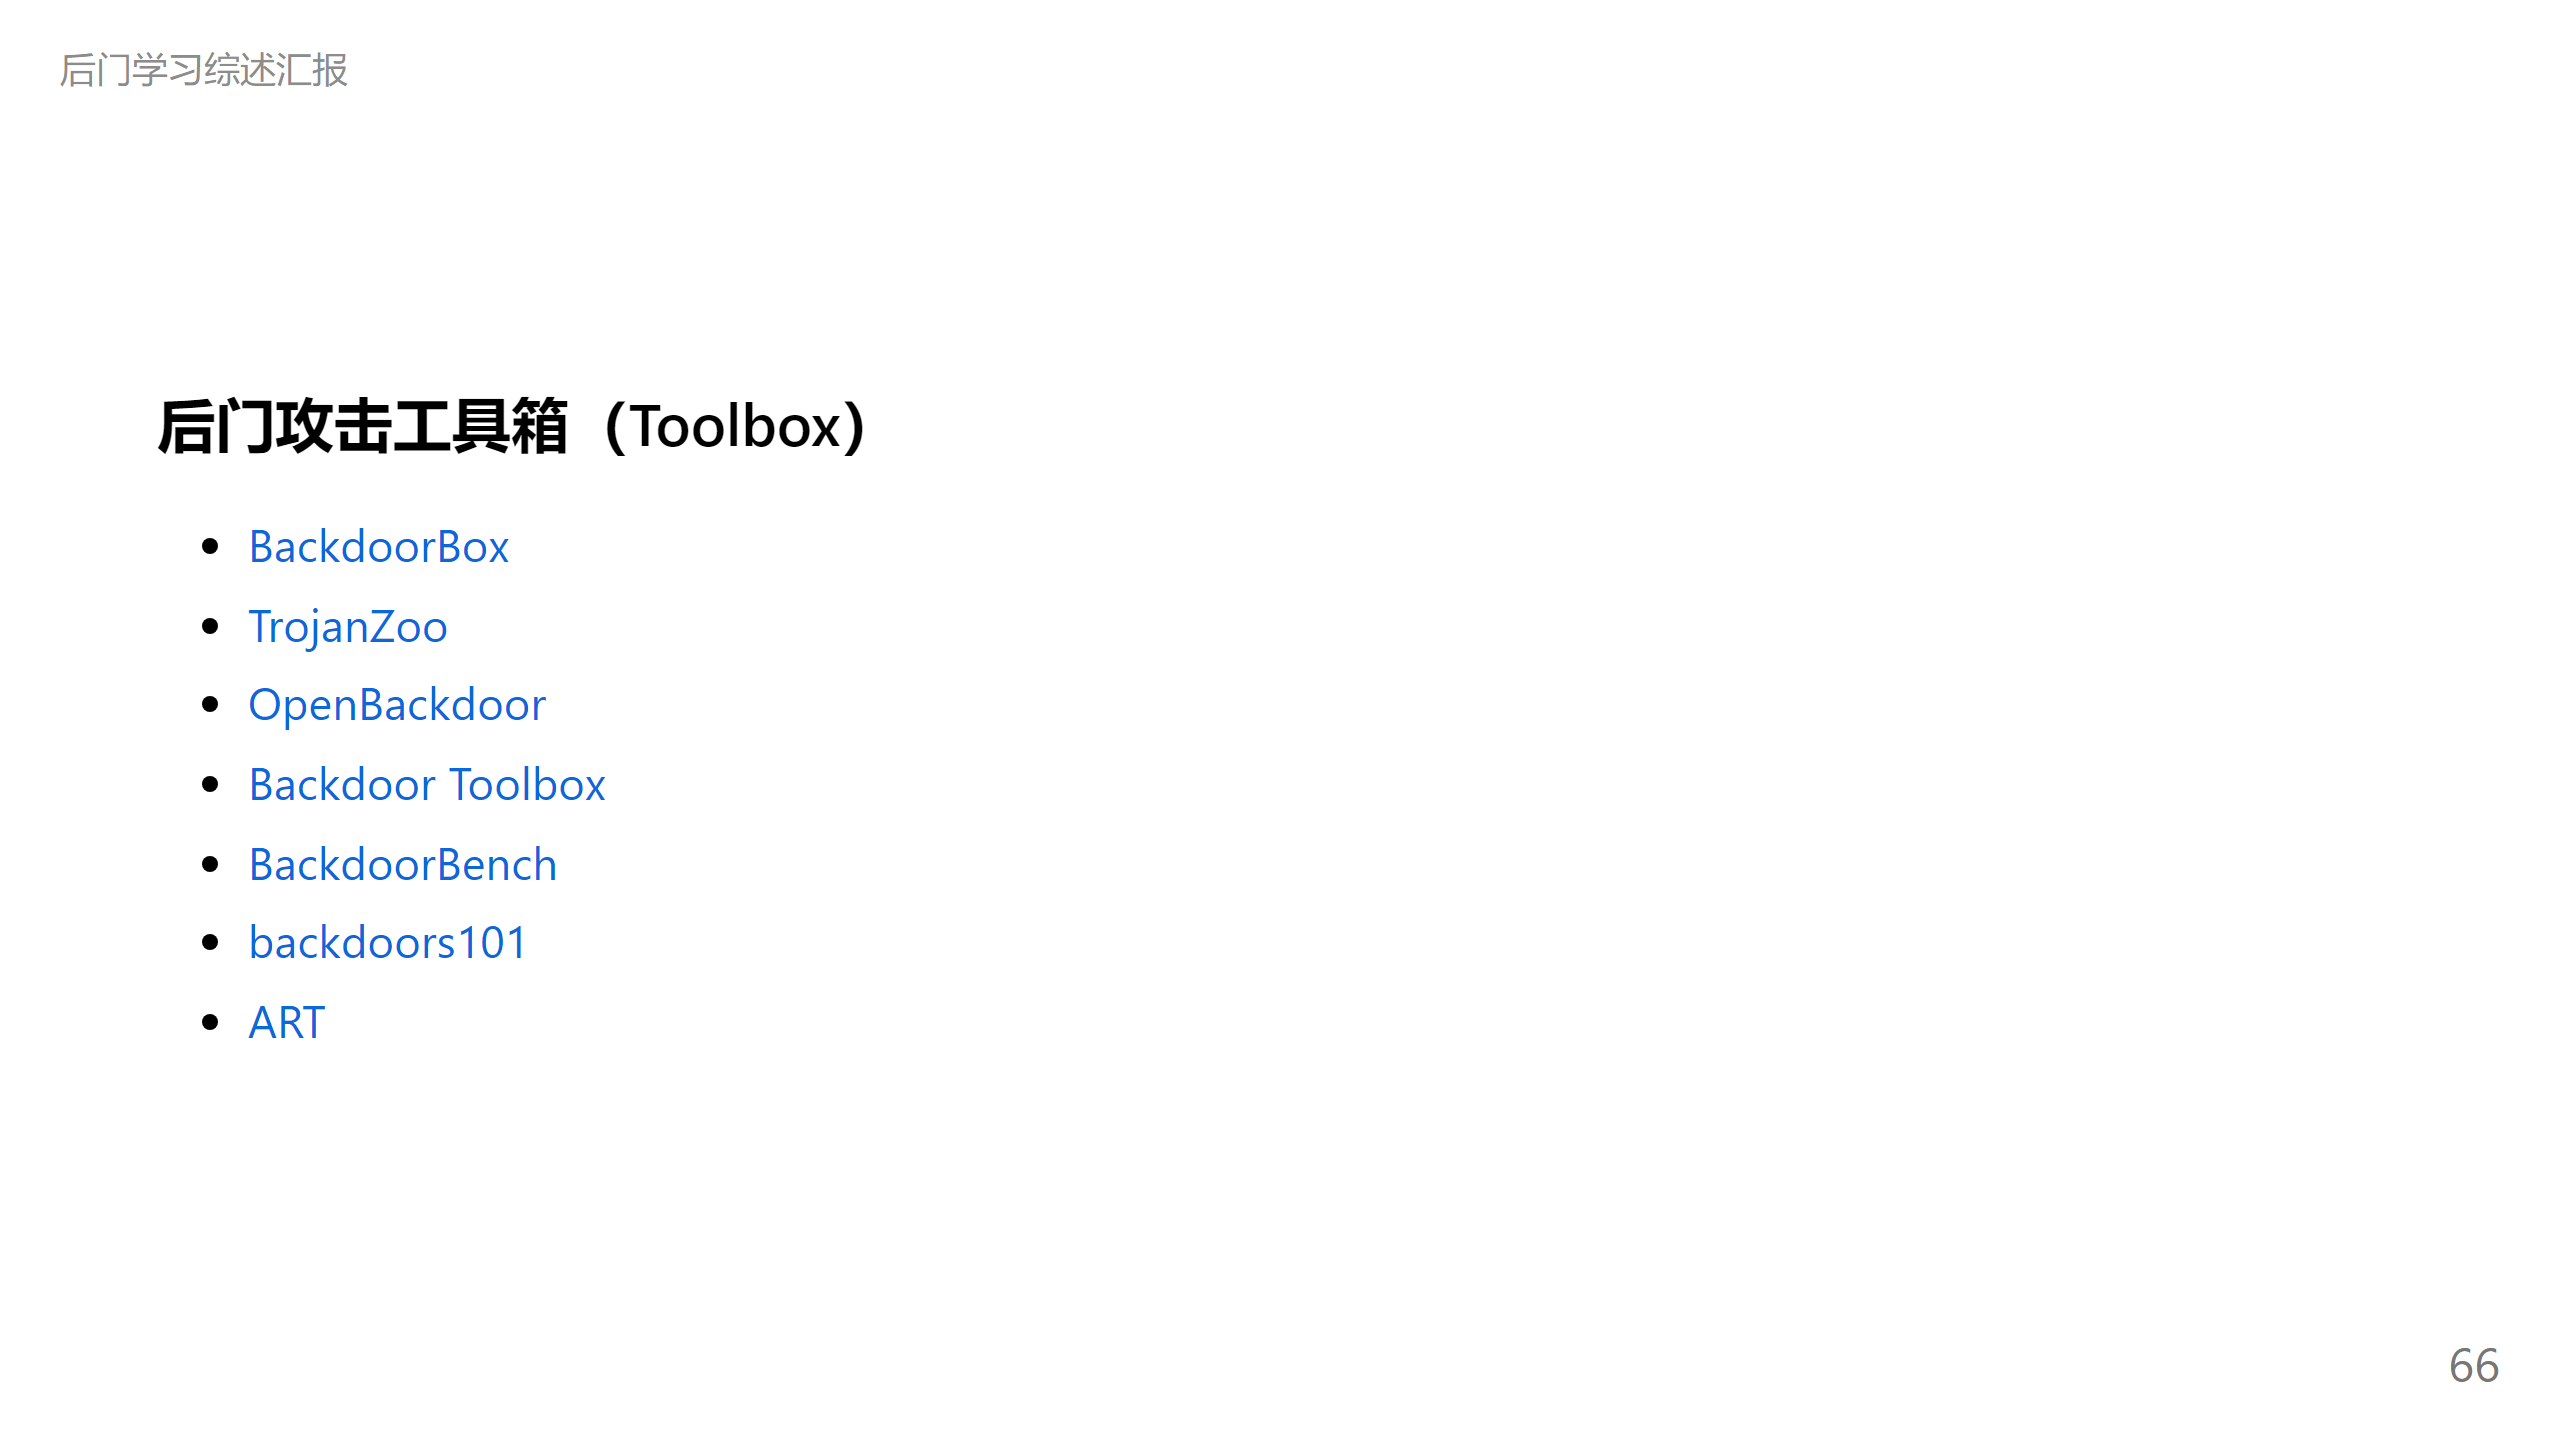 后门学习综述汇报
后门攻击工具箱（Toolbox）
BackdoorBox
TrojanZoo
OpenBackdoor
Backdoor Toolbox
BackdoorBench
backdoors101
ART
66